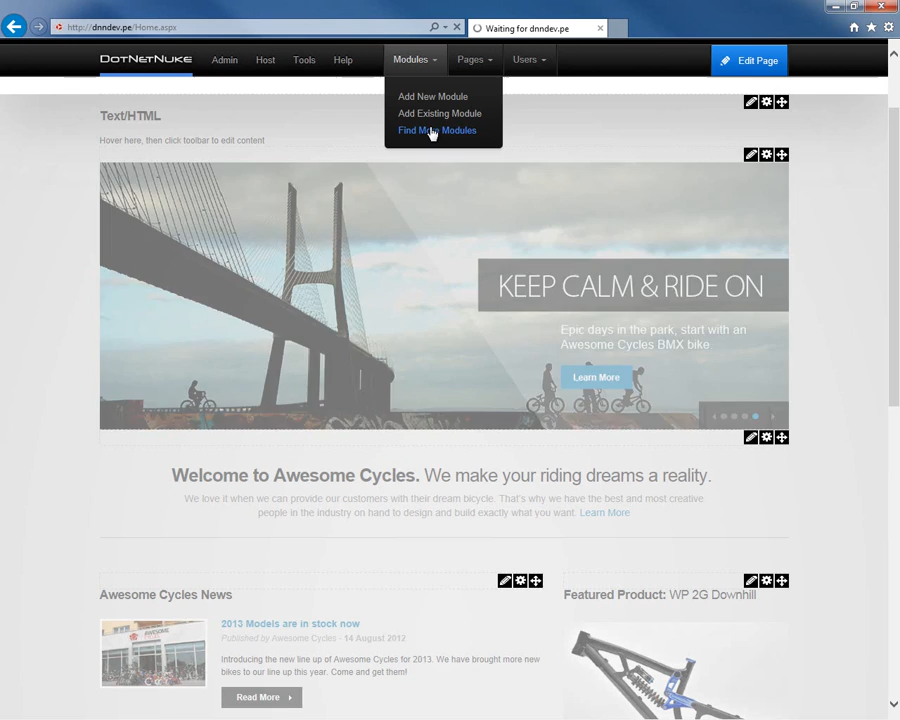 http://dnndev.pe/Home.aspx
Waiting for dnndev.pe
DOTNETNUKE
Admin
Host
Tools
Help
Modules
Pages
Users
Edit Page
Add New Module
Add Existing Module
Find More Modules
Text/HTML
Hover here, then click toolbar to edit content
KEEP CALM & RIDE ON
Epic days in the park, start with an
Awesome Cycles BMX bike
Learn More
Welcome to Awesome Cycles. We make your riding dreams a reality.
We love it when we can provide our customers with their dream bicycle. That's why we have the best and most creative
people in the industry on hand to design and build exactly what you want. Learn More
Awesome Cycles News
Featured Product: WP 2G Downhill
2013 Models are in stock now
Published by Awesome Cycles - 14 August 2012
Introducing the new line up of Awesome Cycles for 2013. We have brought more new
bikes to our line up this year. Come and get them!
Read More